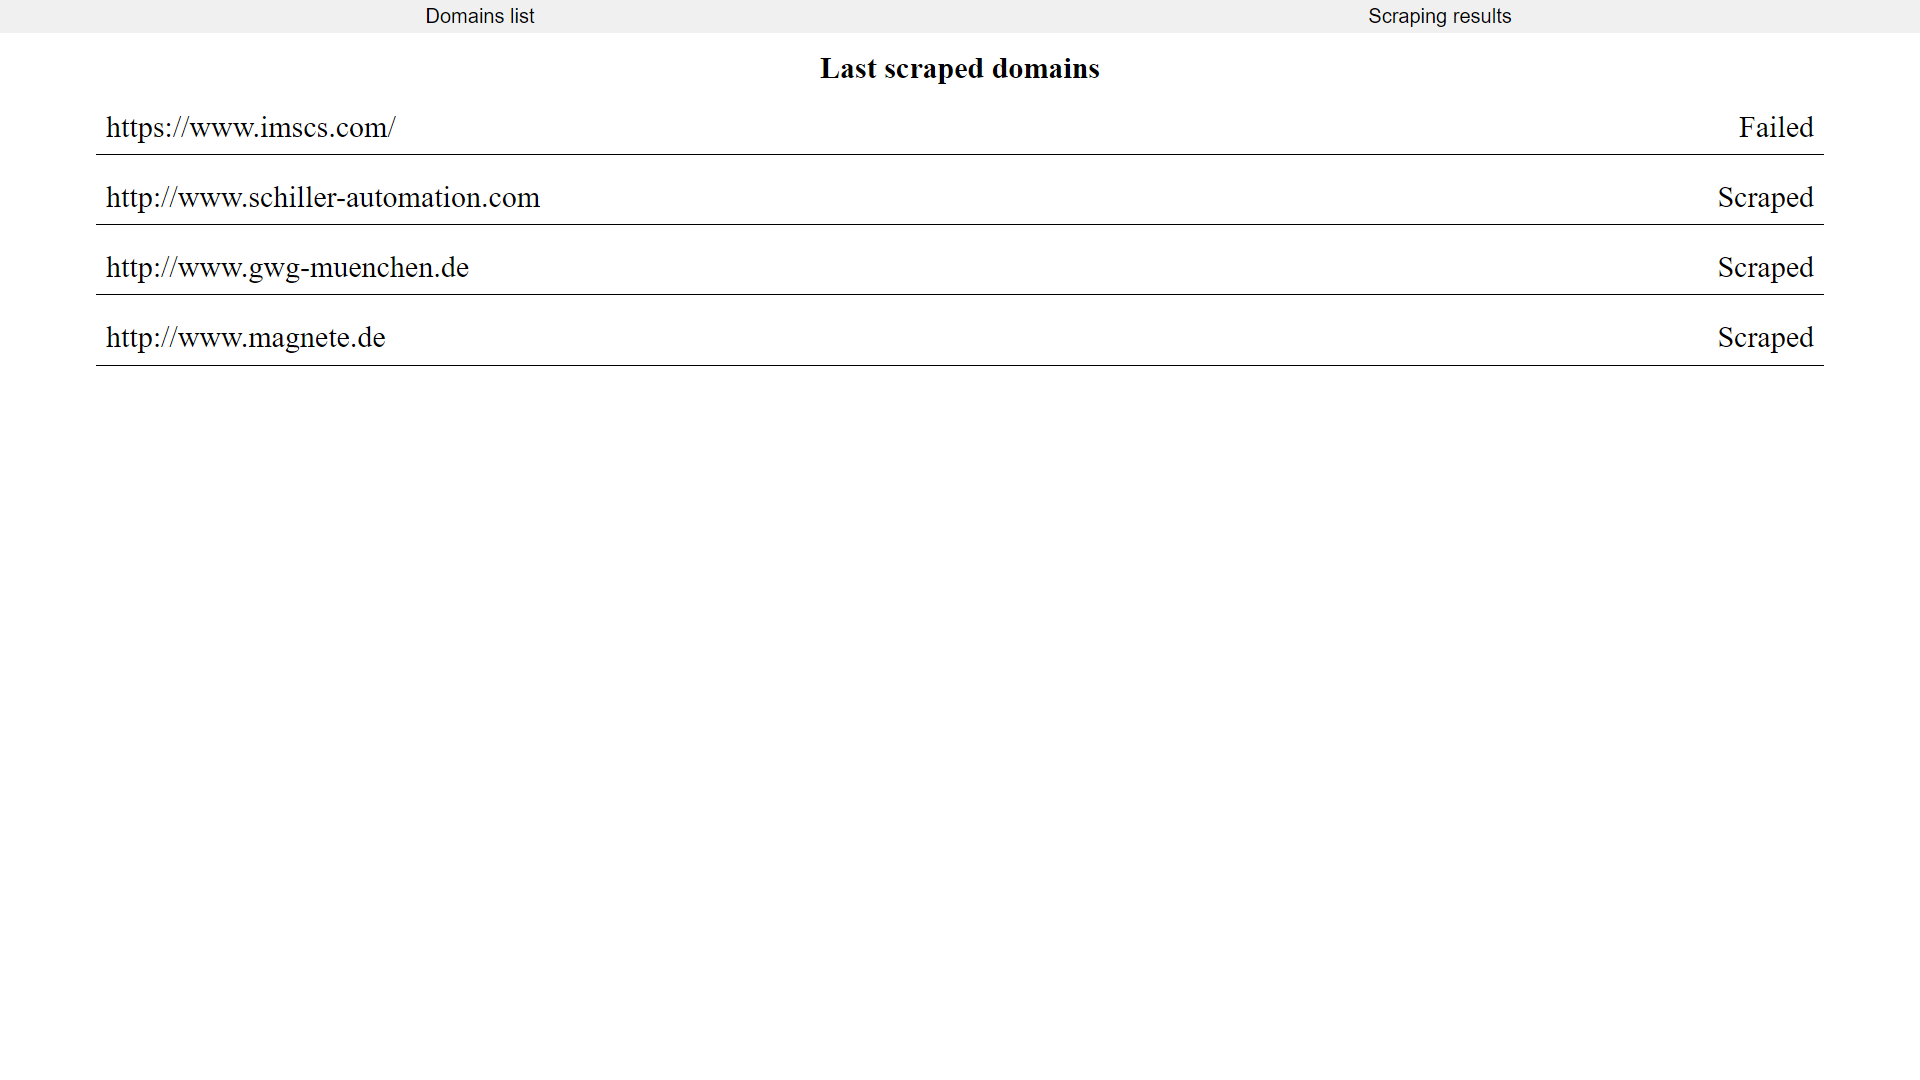 Domains list Scraping results
Last scraped domains
https://www.imscs.com/ Failed
http://www.schiller-automation.com Scraped
http://www.gwg-muenchen.de Scraped
http://www.magnete.de Scraped